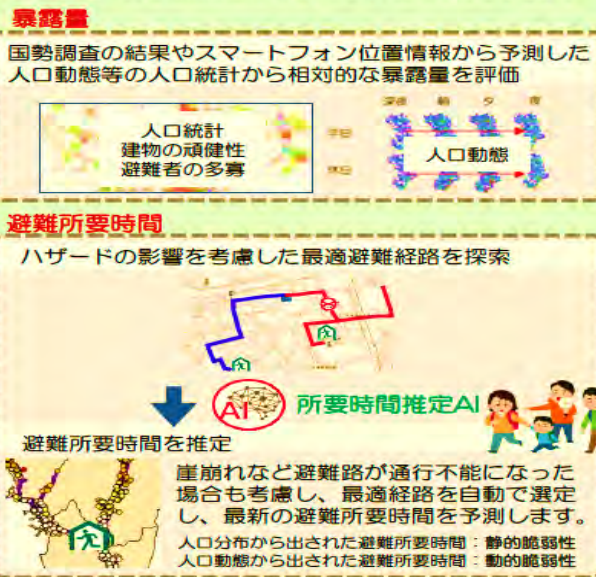 暴露量
国勢調査の結果やスマートフォン位置情報から予測した
人口動態等の人口統計から相対的な暴露量を評価
深夜 朝 夕 夜
人口統計
建物の頑健性
避難者の多寡
平日
人口動態
休日
避難所要時間
ハザードの影響を考慮した最適避難経路を探索
AI
所要時間推定AI
避難所要時間を推定
崖崩れなど避難路が通行不能になった
場合も考慮し、最適経路を自動で選定
し、最新の避難所要時間を予測します。
人口分布から出された避難所要時間：静的脆弱性
人口動態から出された避難所要時間：動的脆弱性